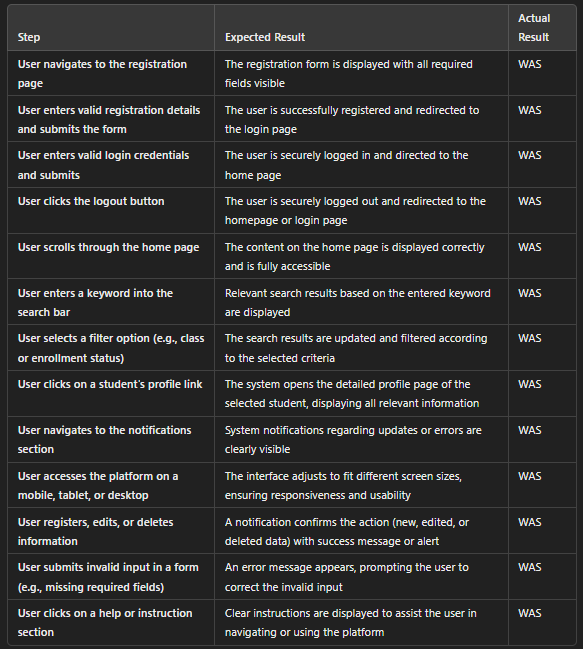 Step Expected Result Actual Result
User navigates to the registration page The registration form is displayed with all required fields visible WAS
User enters valid registration details and submits the form The user is successfully registered and redirected to the login page WAS
User enters valid login credentials and submits The user is securely logged in and directed to the home page WAS
User clicks the logout button The user is securely logged out and redirected to the homepage or login page WAS
User scrolls through the home page The content on the home page is displayed correctly and is fully accessible WAS
User enters a keyword into the search bar Relevant search results based on the entered keyword are displayed WAS
User selects a filter option (e.g., class or enrollment status) The search results are updated and filtered according to the selected criteria WAS
User clicks on a student's profile link The system opens the detailed profile page of the selected student, displaying all relevant information WAS
User navigates to the notifications section System notifications regarding updates or errors are clearly visible WAS
User accesses the platform on a mobile, tablet, or desktop The interface adjusts to fit different screen sizes, ensuring responsiveness and usability WAS
User registers, edits, or deletes information A notification confirms the action (new, edited, or deleted data) with success message or alert WAS
User submits invalid input in a form (e.g., missing required fields) An error message appears, prompting the user to correct the invalid input WAS
User clicks on a help or instruction section Clear instructions are displayed to assist the user in navigating or using the platform WAS